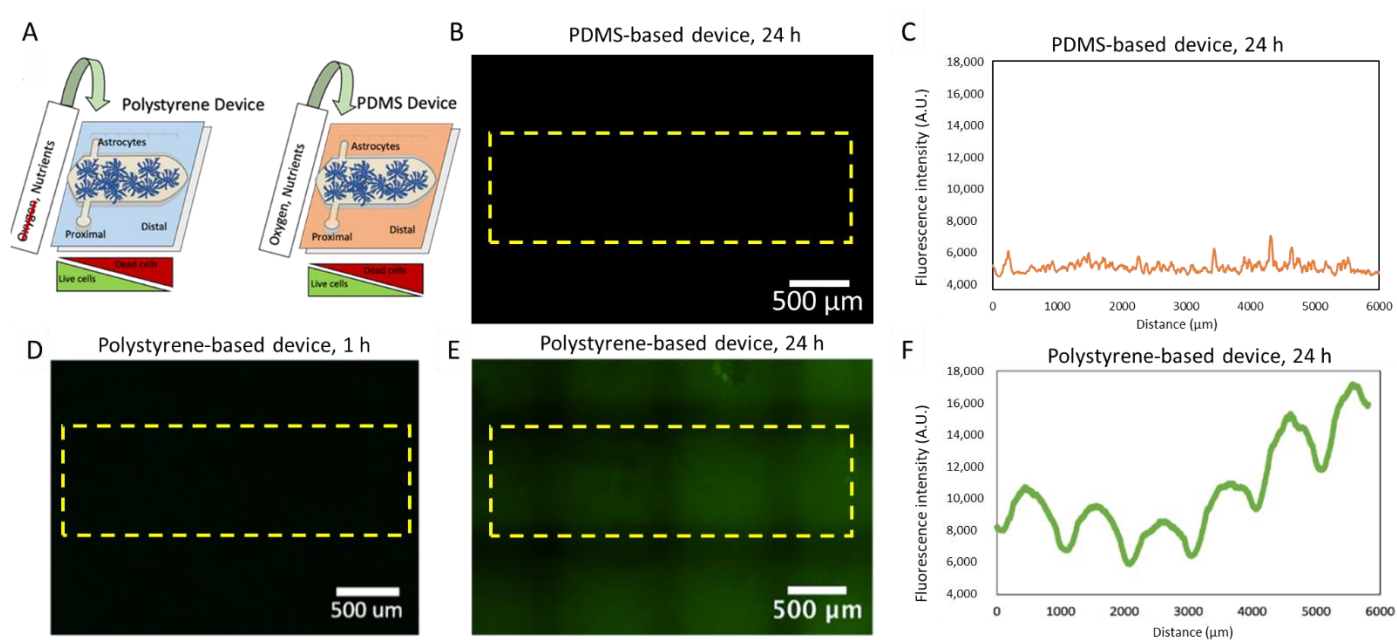 A
Polystyrene Device
Oxygen, Nutrients
Astrocytes
Proximal
Distal
Dead cells
Live cells
PDMS Device
Oxygen, Nutrients
Astrocytes
Proximal
Distal
Dead cells
Live cells
B
PDMS-based device, 24 h
500 µm
C
PDMS-based device, 24 h
Fluorescence intensity (A.U.)
18,000
16,000
14,000
12,000
10,000
8,000
6,000
4,000
0 1000 2000 3000 4000 5000 6000
Distance (µm)
D
Polystyrene-based device, 1 h
500 um
E
Polystyrene-based device, 24 h
500 µm
F
Polystyrene-based device, 24 h
Fluorescence intensity (A.U.)
18,000
16,000
14,000
12,000
10,000
8,000
6,000
4,000
0 1000 2000 3000 4000 5000 6000
Distance (µm)